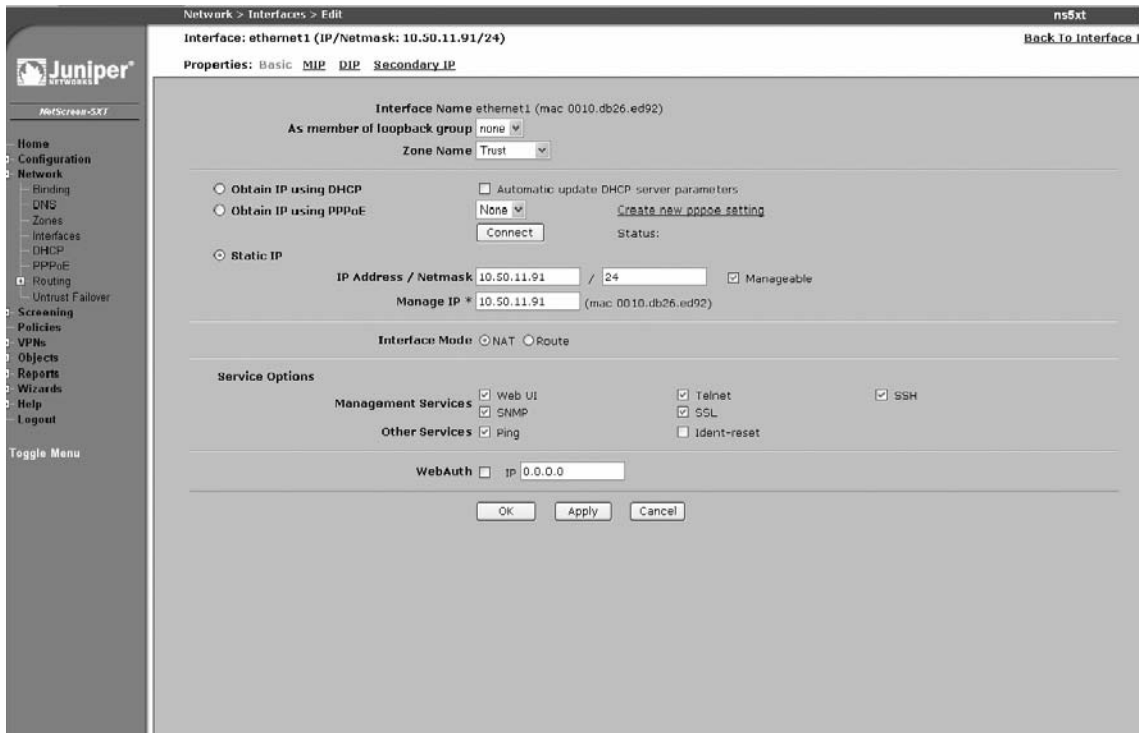 Network > Interfaces > Edit
ns5xt
Interface: ethernet1 (IP/Netmask: 10.50.11.91/24)
Back To Interface
Properties: Basic MIP DIP Secondary IP
Juniper
NETWORKS
NetScreen-5XT
Home
Configuration
Network
Binding
DNS
Zones
Interfaces
DHCP
PPPoE
Routing
Untrust Failover
Screening
Policies
VPNs
Objects
Reports
Wizards
Help
Logout
Toggle Menu
Interface Name ethernet1 (mac 0010.db26.ed92)
As member of loopback group none
Zone Name Trust
Obtain IP using DHCP Automatic update DHCP server parameters
Obtain IP using PPPoE None Create new pppoe setting
Connect Status:
Static IP
IP Address / Netmask 10.50.11.91 / 24 Manageable
Manage IP * 10.50.11.91 (mac 0010.db26.ed92)
Interface Mode NAT Route
Service Options
Management Services Web UI Telnet SSH
SNMP SSL
Other Services Ping Ident-reset
WebAuth IP 0.0.0.0
OK Apply Cancel